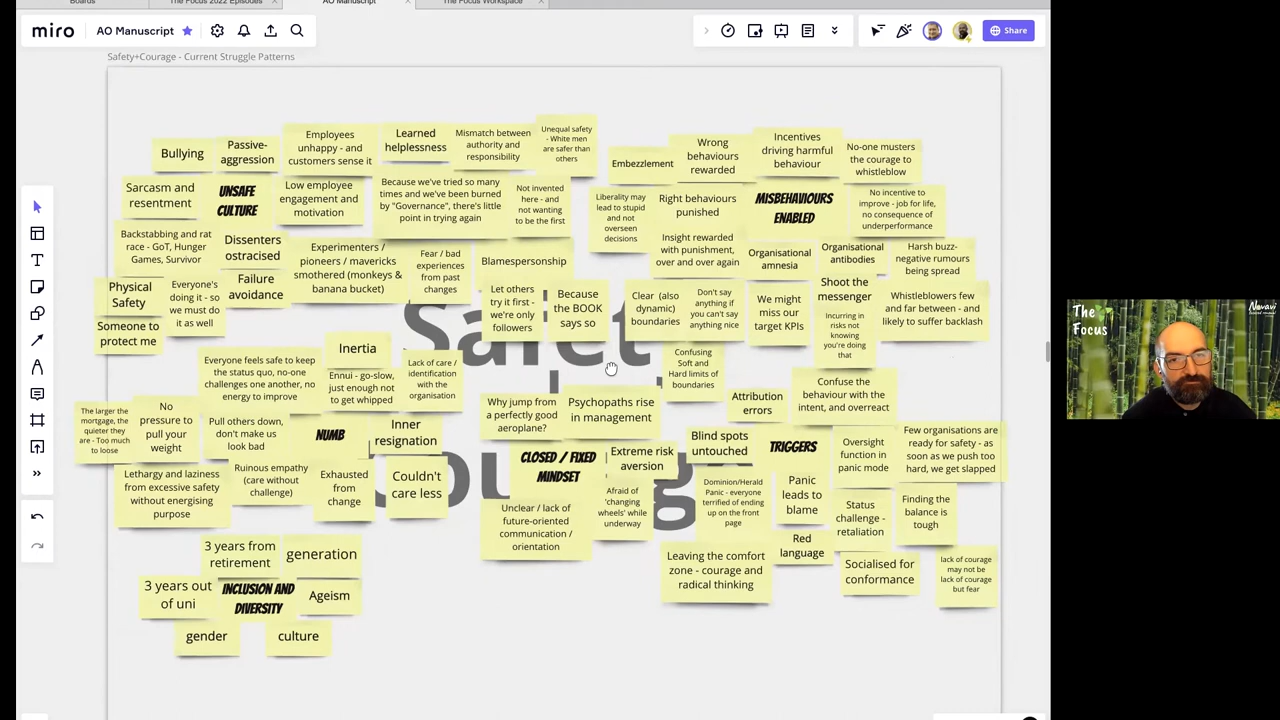 Boards
The Focus 2022 Episodes
AO Manuscript
The Focus Workspace
miro
AO Manuscript
Share
Safety+Courage - Current Struggle Patterns
Bullying
Passive-
aggression
Employees
unhappy - and
customers sense it
Learned
helplessness
Mismatch between
authority and
responsibility
Unequal safety
- White men
are safer than
others
Embezzlement
Wrong
behaviours
rewarded
Incentives
driving harmful
behaviour
No-one musters
the courage to
whistleblow
Sarcasm and
resentment
UNSAFE
CULTURE
Low employee
engagement and
motivation
Because we've tried so many
times and we've been burned
by "Governance", there's little
point in trying again
Not invented
here - and
not wanting
to be the first
Liberality may
lead to stupid
and not
overseen
decisions
Right behaviours
punished
MISBEHAVIOURS
ENABLED
No incentive to
improve - job for life,
no consequence of
underperformance
Backstabbing and rat
race - GoT, Hunger
Games, Survivor
Dissenters
ostracised
Experimenters /
pioneers / mavericks
smothered (monkeys &
banana bucket)
Fear / bad
experiences
from past
changes
Blamespersonship
Insight rewarded
with punishment,
over and over again
Organisational
amnesia
Organisational
antibodies
Harsh buzz-
negative rumours
being spread
Physical
Safety
Everyone's
doing it - so
we must do
it as well
Failure
avoidance
Let others
try it first -
we're only
followers
Because
the BOOK
says so
Clear (also
dynamic)
boundaries
Don't say
anything if
you can't say
anything nice
We might
miss our
target KPIs
Shoot the
messenger
Incurring in
risks not
knowing
you're doing
that
Whistleblowers few
and far between - and
likely to suffer backlash
Someone to
protect me
Everyone feels safe to keep
the status quo, no-one
challenges one another, no
energy to improve
Inertia
Ennui - go-slow,
just enough not
to get whipped
Lack of care /
identification
with the
organisation
Confusing
Soft and
Hard limits of
boundaries
Safet
The larger the
mortgage, the
quieter they
are - Too much
to loose
No
pressure to
pull your
weight
Pull others down,
don't make us
look bad
NUMB
Inner
resignation
Why jump from
a perfectly good
aeroplane?
Psychopaths rise
in management
Attribution
errors
Confuse the
behaviour with the
intent, and overreact
Lethargy and laziness
from excessive safety
without energising
purpose
Ruinous empathy
(care without
challenge)
Exhausted
from
change
Couldn't
care less
CLOSED / FIXED
MINDSET
Extreme risk
aversion
Blind spots
untouched
TRIGGERS
Oversight
function in
panic mode
Few organisations are
ready for safety - as
soon as we push too
hard, we get slapped
Unclear / lack of
future-oriented
communication /
orientation
Afraid of
'changing
wheels' while
underway
Dominion/Herald
Panic - everyone
terrified of ending
up on the front
page
Panic
leads to
blame
Status
challenge -
retaliation
Finding the
balance is
tough
3 years from
retirement
generation
Leaving the comfort
zone - courage and
radical thinking
Red
language
Socialised for
conformance
lack of courage
may not be
lack of courage
but fear
3 years out
of uni
INCLUSION AND
DIVERSITY
Ageism
gender
culture
The
Focus
Novavi